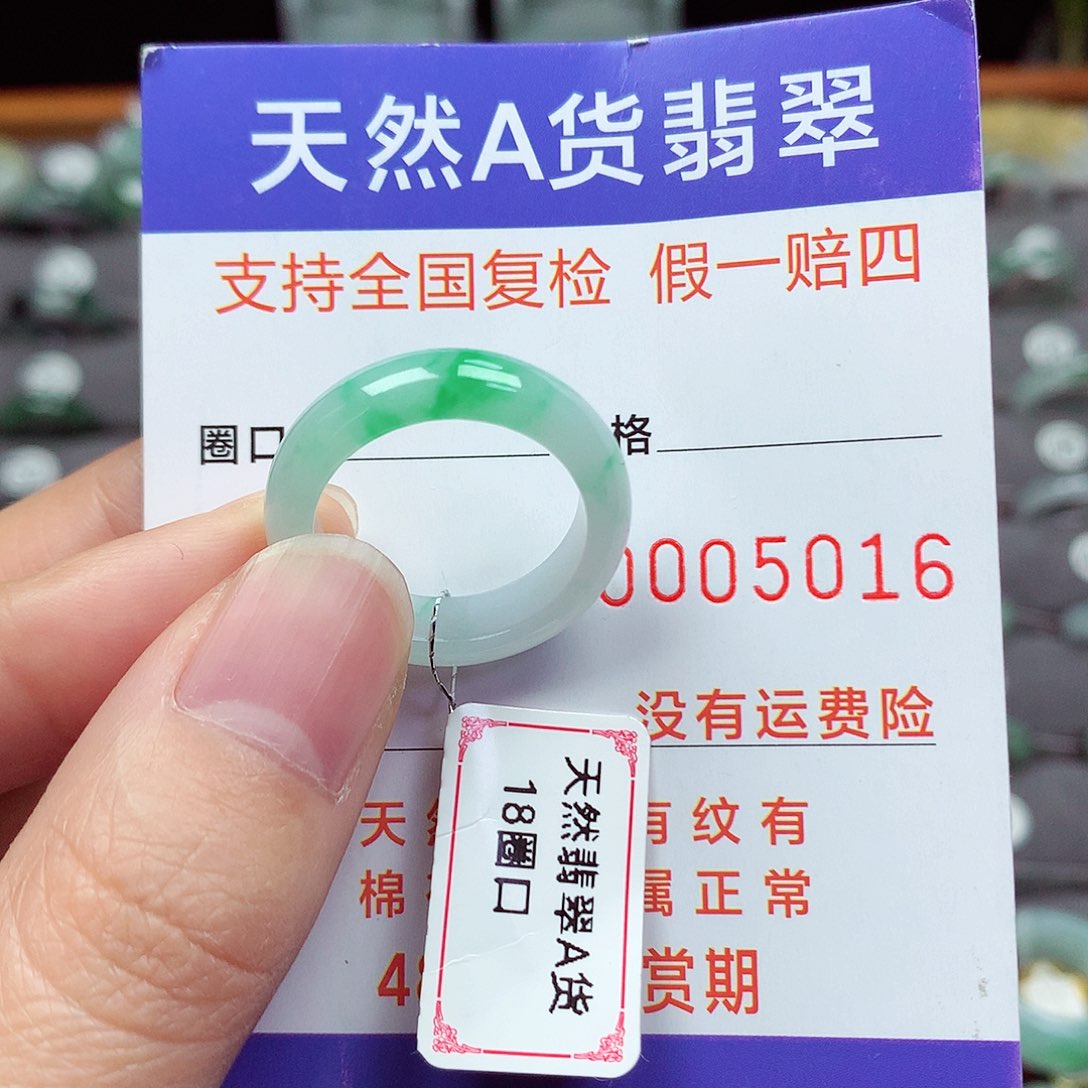 天然A货翡翠
支持全国复检 假一赔四
圈口 格
0005016
没有运费险
天 有纹有
棉 属正常
48 赏期
天然翡翠A货
18圈口